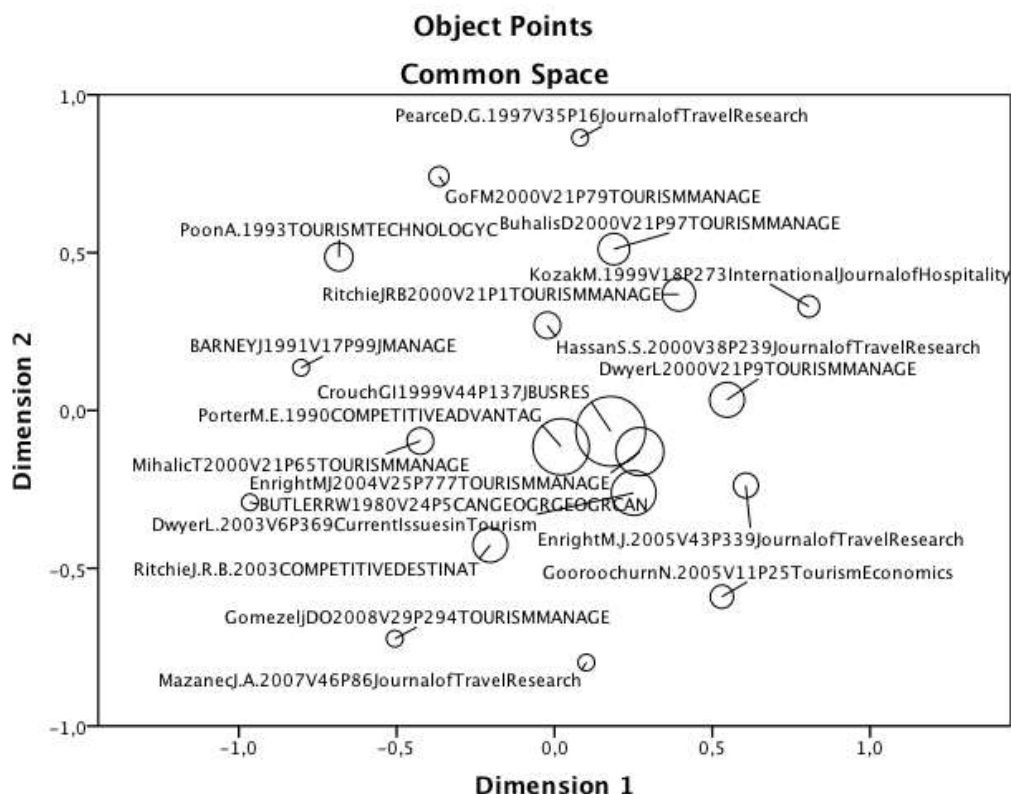 Object Points
Common Space
1,0
PearceD.G.1997V35P16JournalofTravelResearch
GoFM2000V21P79TOURISMMANAGE
BuhalisD2000V21P97TOURISMMANAGE
PoonA.1993TOURISMTECHNOLOGYC
0,5
KozakM.1999V18P273InternationalJournalofHospitality
RitchieJRB2000V21P1TOURISMMANAGE
BARNEYJ1991V17P99JMANAGE
HassanS.S.2000V38P239JournalofTravelResearch
DwyerL2000V21P9TOURISMMANAGE
CrouchGI1999V44P137JBUSRES
0,0
PorterM.E.1990COMPETITIVEADVANTAG
MihalicT2000V21P65TOURISMMANAGE
EnrightMJ2004V25P777TOURISMMANAGE
BUTLERRW1980V24P5CANGEOGRGEOGRCAN
DwyerL.2003V6P369CurrentIssuesinTourism
EnrightM.J.2005V43P339JournalofTravelResearch
-0,5
RitchieJ.R.B.2003COMPETITIVEDESTINAT
GooroochurnN.2005V11P25TourismEconomics
GomezeljDO2008V29P294TOURISMMANAGE
MazanecJ.A.2007V46P86JournalofTravelResearch
-1,0
Dimension 2
-1,0 -0,5 0,0 0,5 1,0
Dimension 1